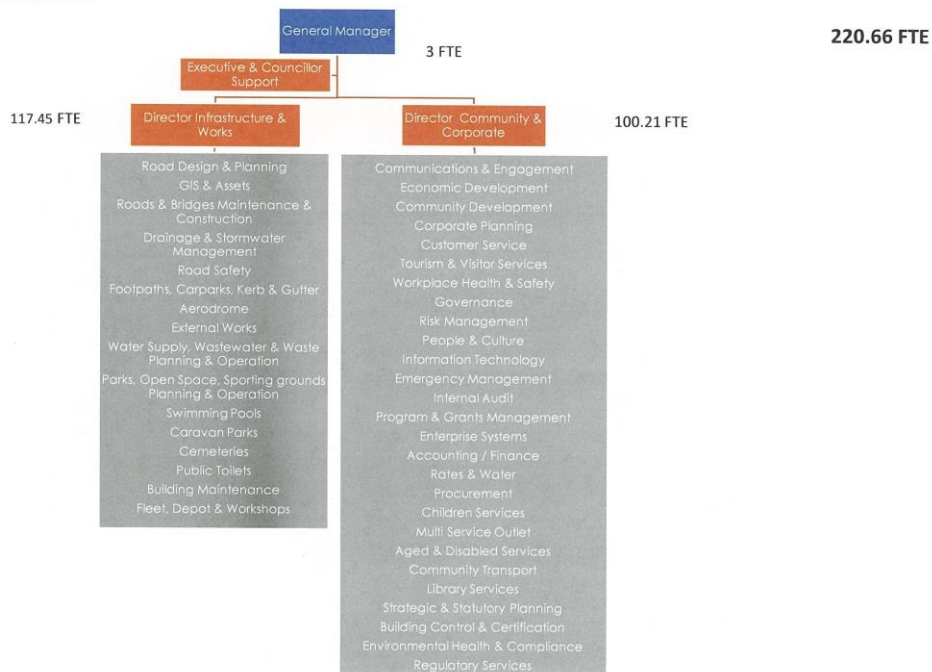 General Manager
220.66 FTE
3 FTE
Executive & Councillor
Support
117.45 FTE
Director Infrastructure &
Works
Director Community &
Corporate
100.21 FTE
Road Design & Planning
GIS & Assets
Roads & Bridges Maintenance &
Construction
Drainage & Stormwater
Management
Road Safety
Footpaths, Carparks, Kerb & Gutter
Aerodrome
External Works
Water Supply, Wastewater & Waste
Planning & Operation
Parks, Open Space, Sporting grounds
Planning & Operation
Swimming Pools
Caravan Parks
Cemeteries
Public Toilets
Building Maintenance
Fleet, Depot & Workshops
Communications & Engagement
Economic Development
Community Development
Corporate Planning
Customer Service
Tourism & Visitor Services
Workplace Health & Safety
Governance
Risk Management
People & Culture
Information Technology
Emergency Management
Internal Audit
Program & Grants Management
Enterprise Systems
Accounting / Finance
Rates & Water
Procurement
Children Services
Multi Service Outlet
Aged & Disabled Services
Community Transport
Library Services
Strategic & Statutory Planning
Building Control & Certification
Environmental Health & Compliance
Regulatory Services